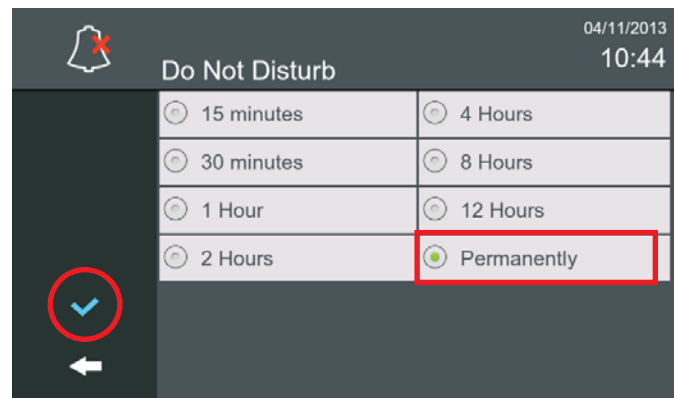 04/11/2013
Do Not Disturb
10:44
15 minutes
4 Hours
30 minutes
8 Hours
1 Hour
12 Hours
2 Hours
Permanently